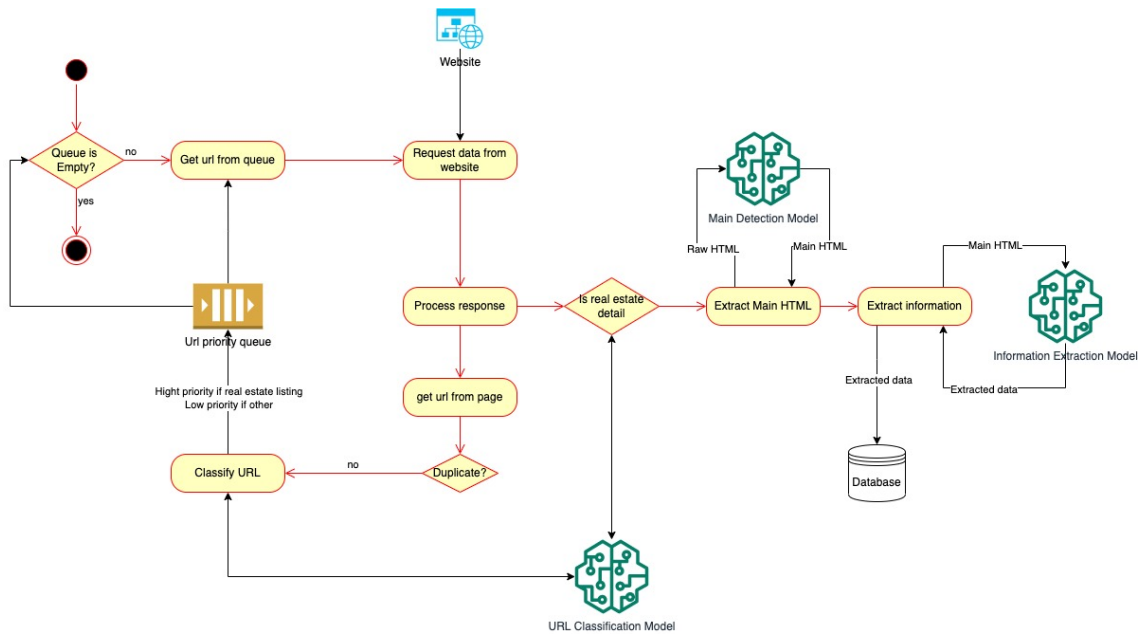 Website
Queue is
Empty?
no
Get url from queue
Request data from
website
yes
Main Detection Model
Raw HTML
Main HTML
Main HTML
Process response
Is real estate
detail
Extract Main HTML
Extract information
Url priority queue
Information Extraction Model
Extracted data
Extracted data
Hight priority if real estate listing
Low priority if other
get url from page
Classify URL
no
Duplicate?
Database
URL Classification Model